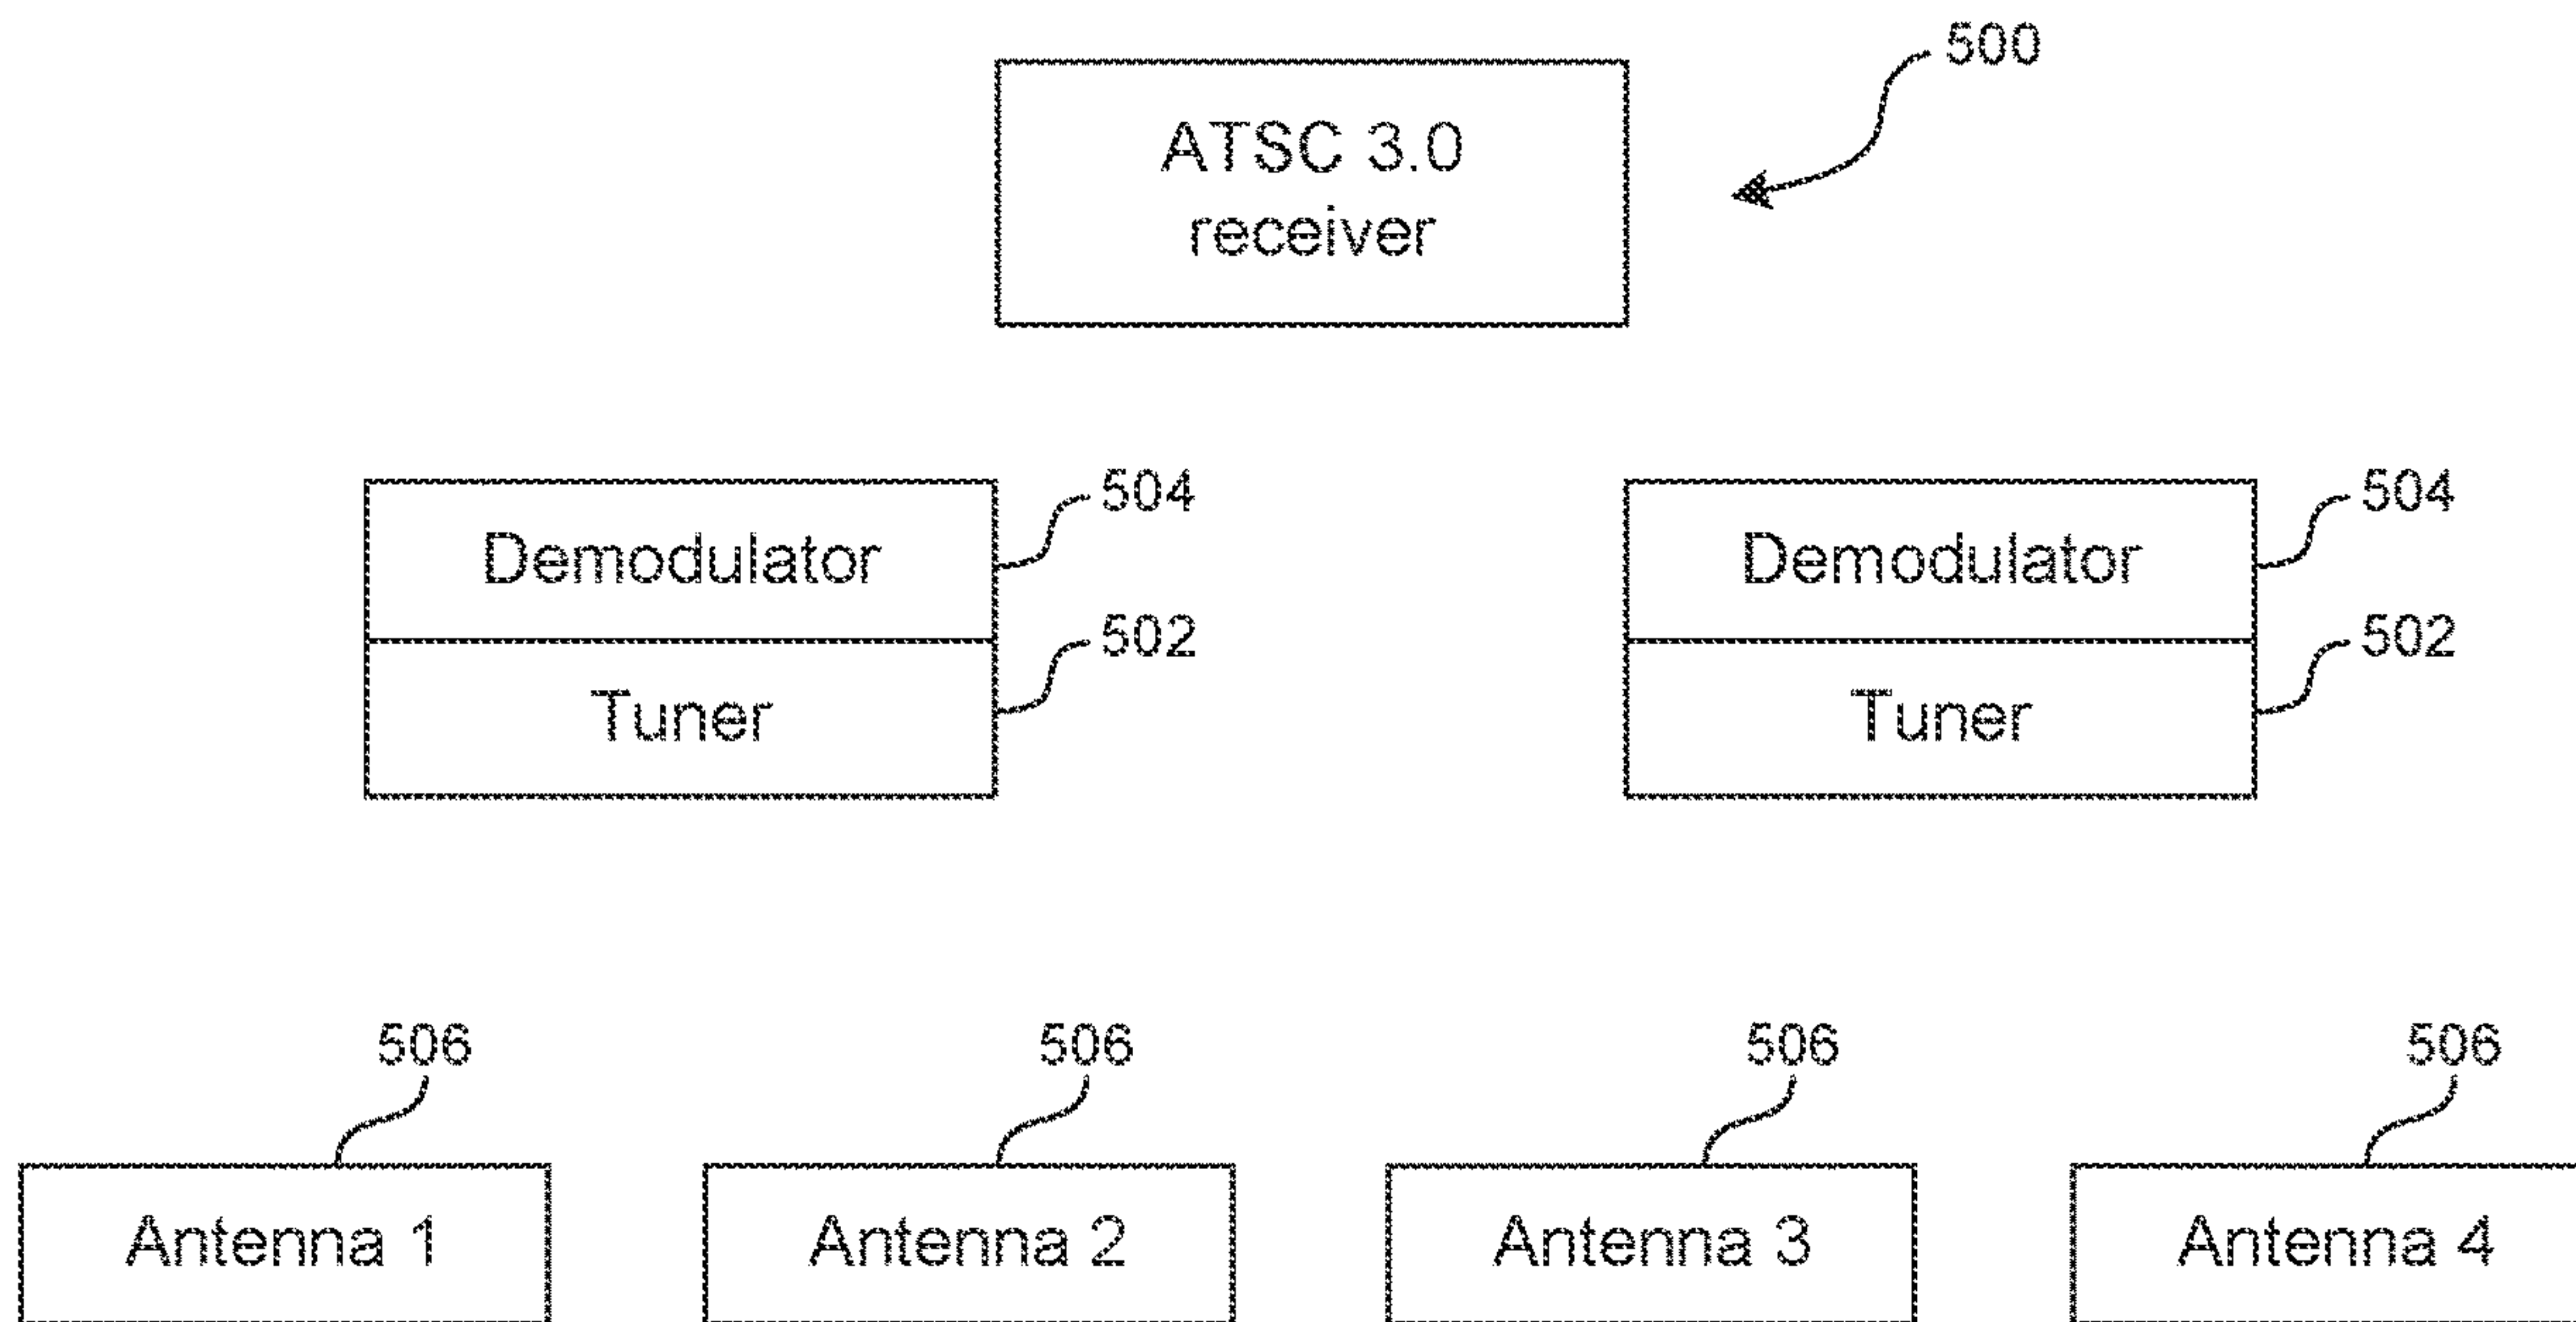 500
ATSC 3.0
receiver
504
504
Demodulator
Demodulator
502
502
Tuner
Tuner
506
506
506
506
Antenna 1
Antenna 2
Antenna 3
Antenna 4